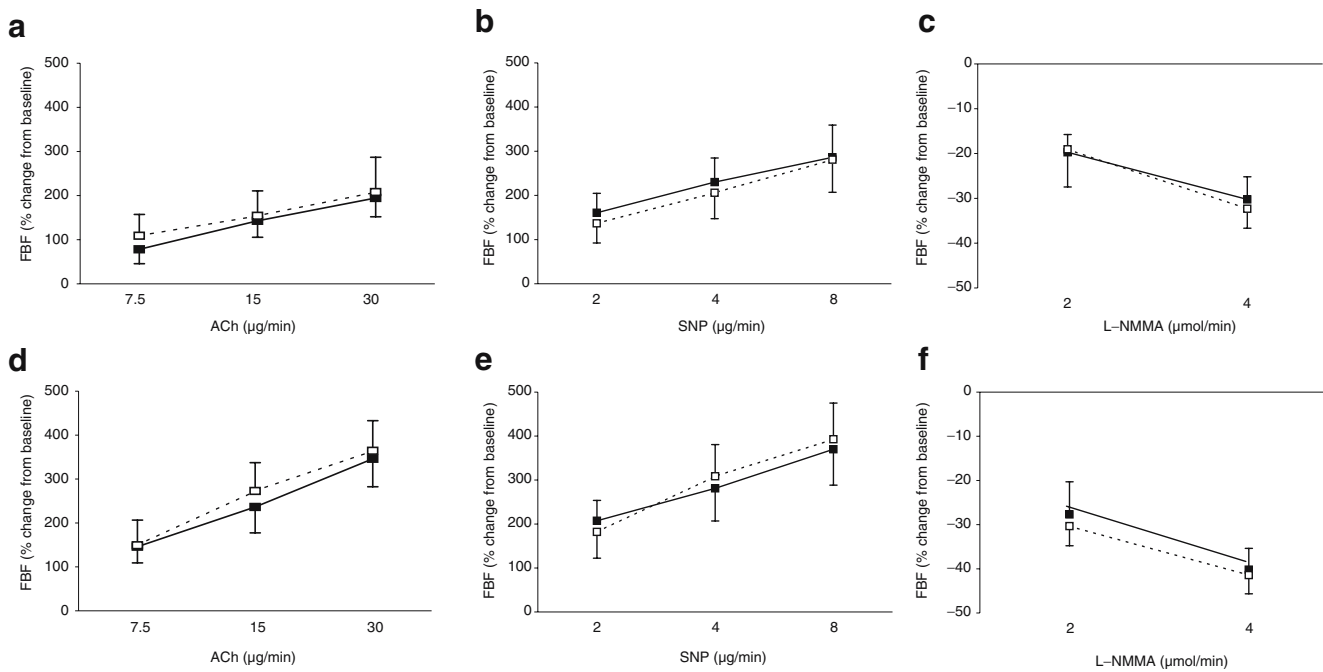 a
500
400
300
200
100
0
FBF (% change from baseline)
7.5 15 30
ACh (µg/min)
b
500
400
300
200
100
0
FBF (% change from baseline)
2 4 8
SNP (µg/min)
c
0
−10
−20
−30
−40
−50
FBF (% change from baseline)
2 4
L−NMMA (µmol/min)
d
500
400
300
200
100
0
FBF (% change from baseline)
7.5 15 30
ACh (µg/min)
e
500
400
300
200
100
0
FBF (% change from baseline)
2 4 8
SNP (µg/min)
f
0
−10
−20
−30
−40
−50
FBF (% change from baseline)
2 4
L−NMMA (µmol/min)